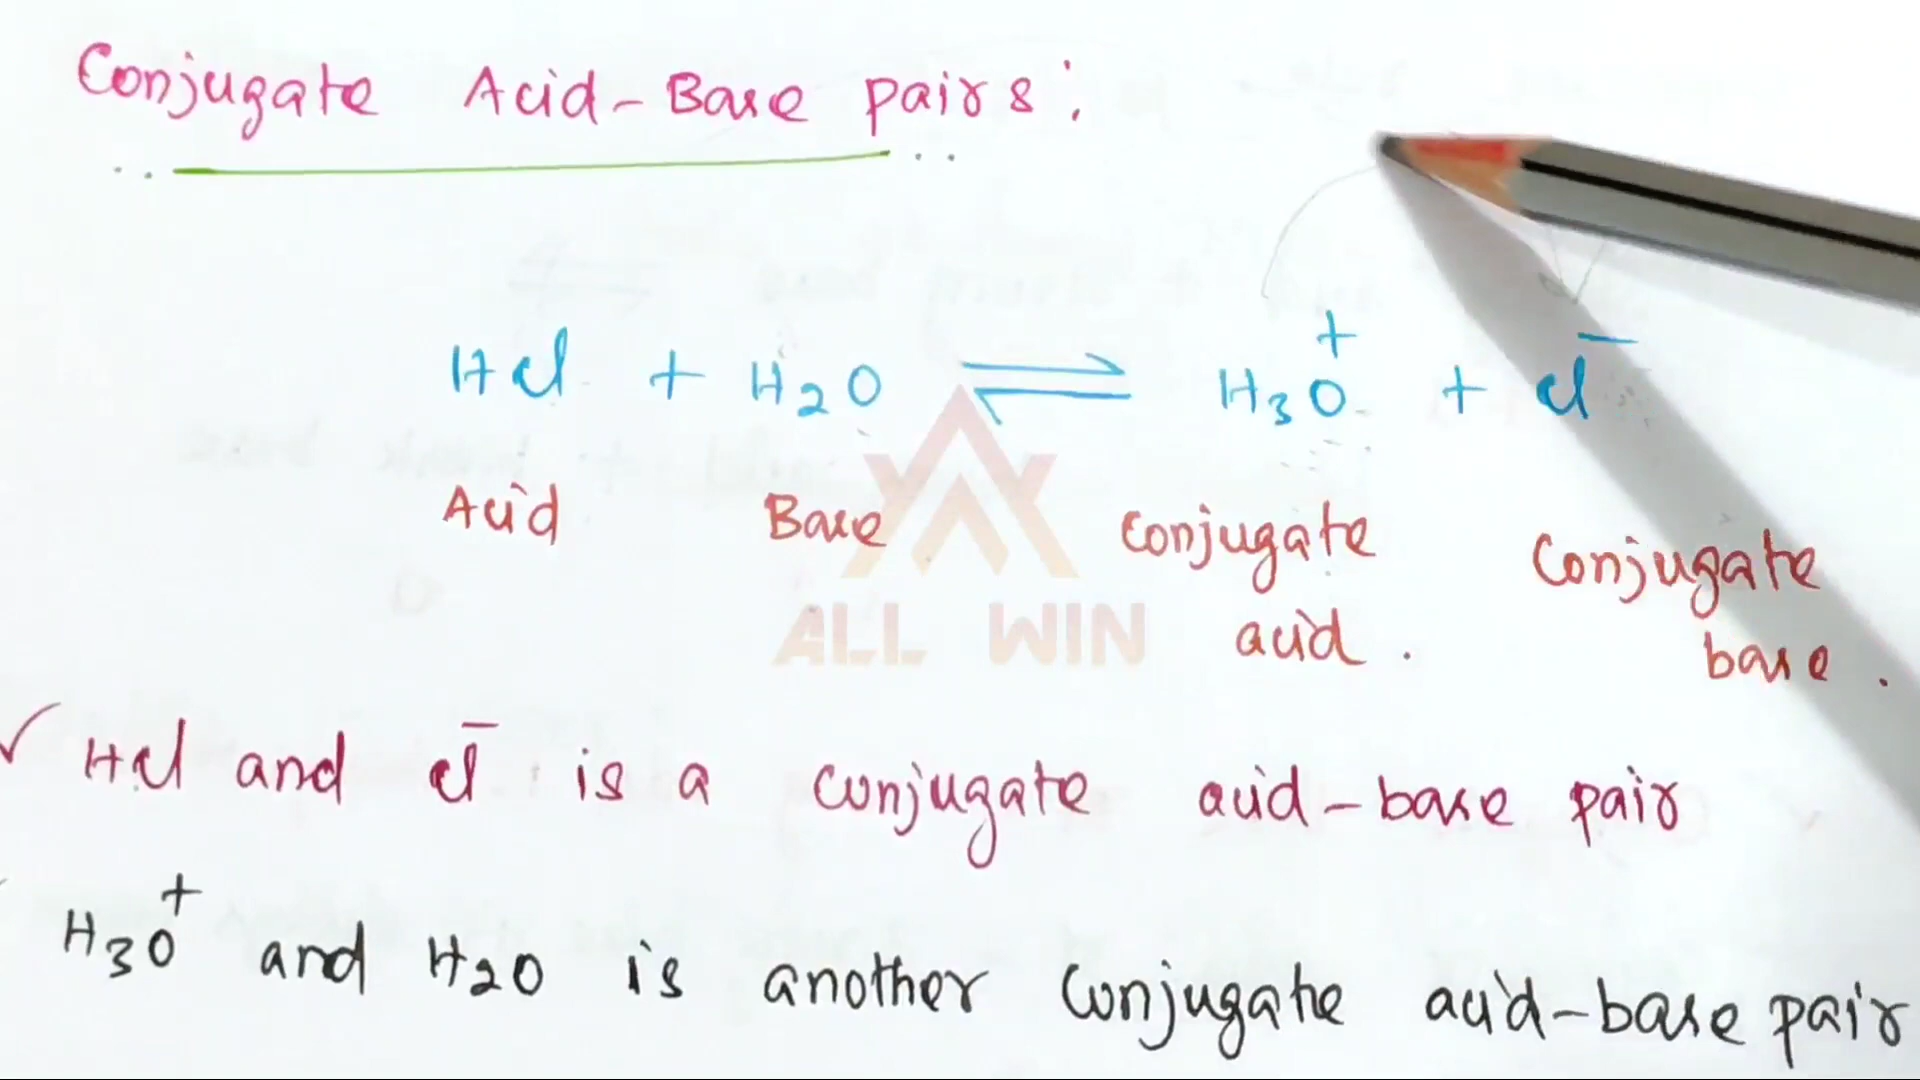 Conjugate Acid-Base pairs:
HCl + H2O ⇌ H3O+ + Cl−
Acid Base Conjugate acid. Conjugate base.
ALL WIN
✓ HCl and Cl− is a conjugate acid-base pair
H3O+ and H2O is another conjugate acid-base pair